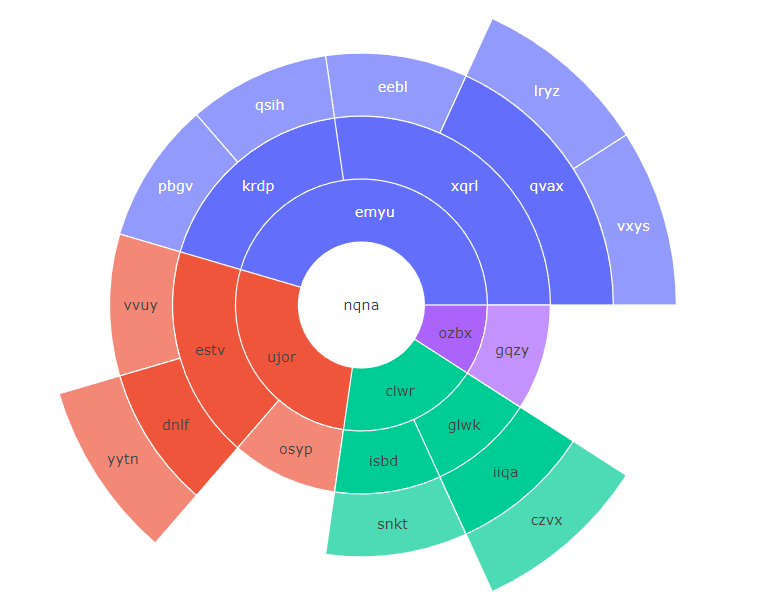 lryz
eebl
qsih
pbgv
krdp
xqrl
qvax
emyu
vxys
vvuy
nqna
ozbx
gqzy
estv
ujor
clwr
dnlf
glwk
osyp
isbd
yytn
iiqa
snkt
czvx